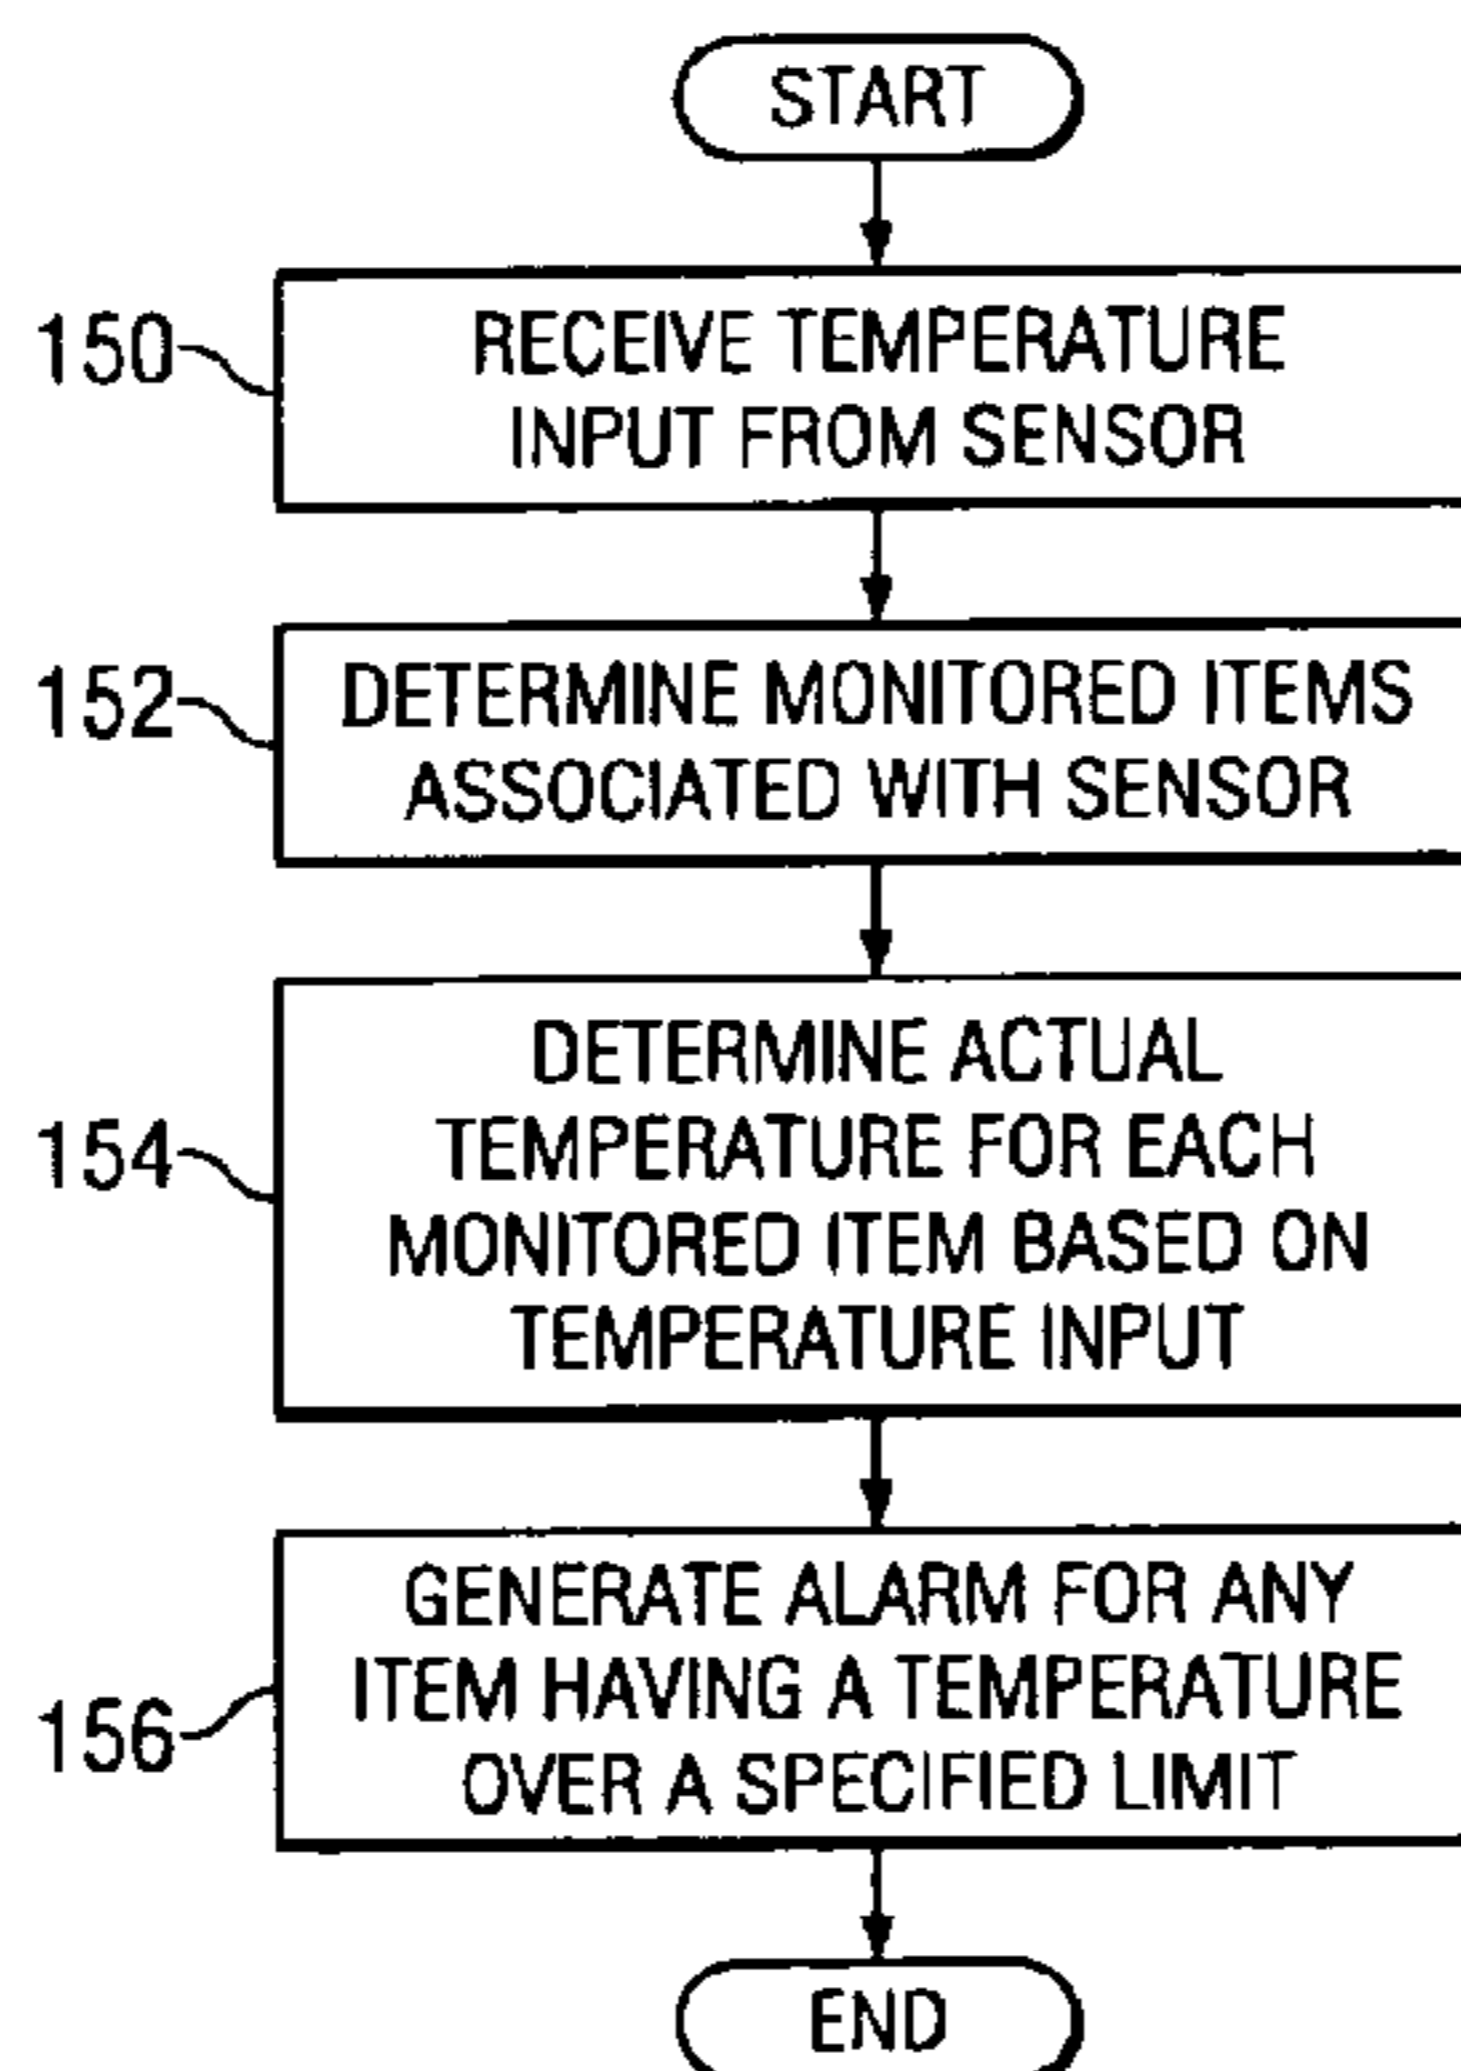 START
150
RECEIVE TEMPERATURE
INPUT FROM SENSOR
152
DETERMINE MONITORED ITEMS
ASSOCIATED WITH SENSOR
154
DETERMINE ACTUAL
TEMPERATURE FOR EACH
MONITORED ITEM BASED ON
TEMPERATURE INPUT
156
GENERATE ALARM FOR ANY
ITEM HAVING A TEMPERATURE
OVER A SPECIFIED LIMIT
END